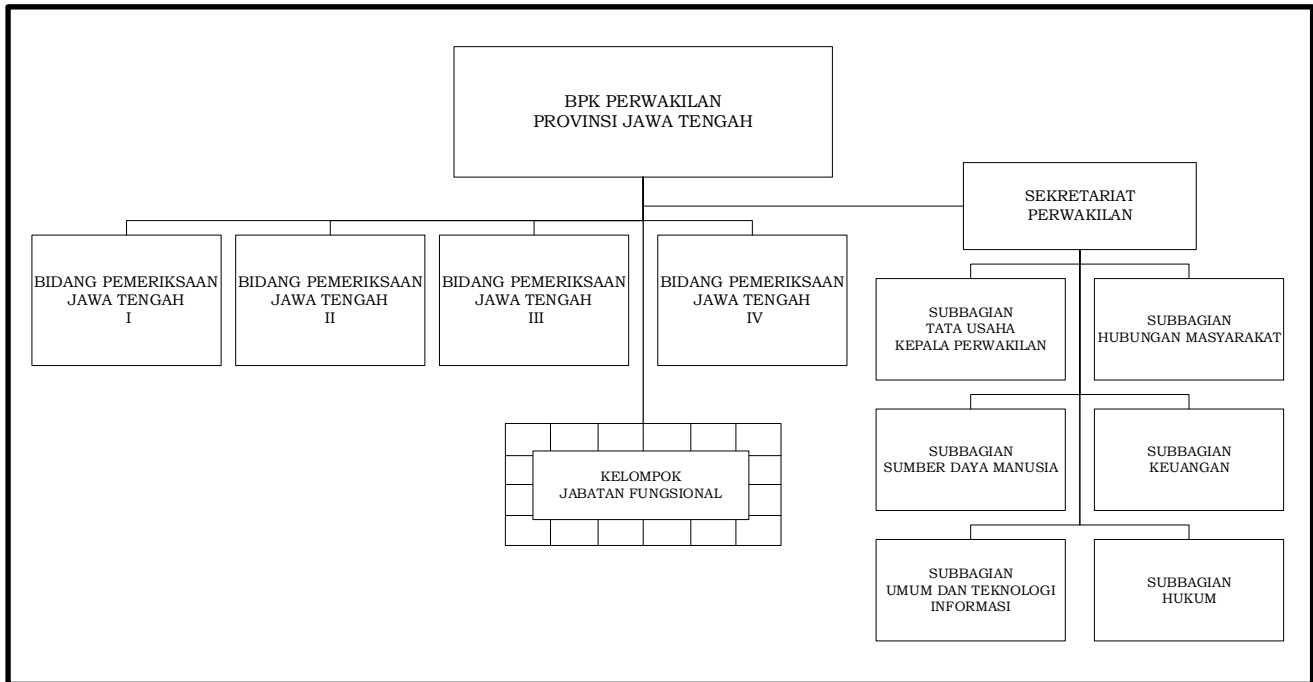 BPK PERWAKILAN
PROVINSI JAWA TENGAH
SEKRETARIAT
PERWAKILAN
BIDANG PEMERIKSAAN
JAWA TENGAH
I
BIDANG PEMERIKSAAN
JAWA TENGAH
II
BIDANG PEMERIKSAAN
JAWA TENGAH
III
BIDANG PEMERIKSAAN
JAWA TENGAH
IV
SUBBAGIAN
TATA USAHA
KEPALA PERWAKILAN
SUBBAGIAN
HUBUNGAN MASYARAKAT
KELOMPOK
JABATAN FUNGSIONAL
SUBBAGIAN
SUMBER DAYA MANUSIA
SUBBAGIAN
KEUANGAN
SUBBAGIAN
UMUM DAN TEKNOLOGI
INFORMASI
SUBBAGIAN
HUKUM